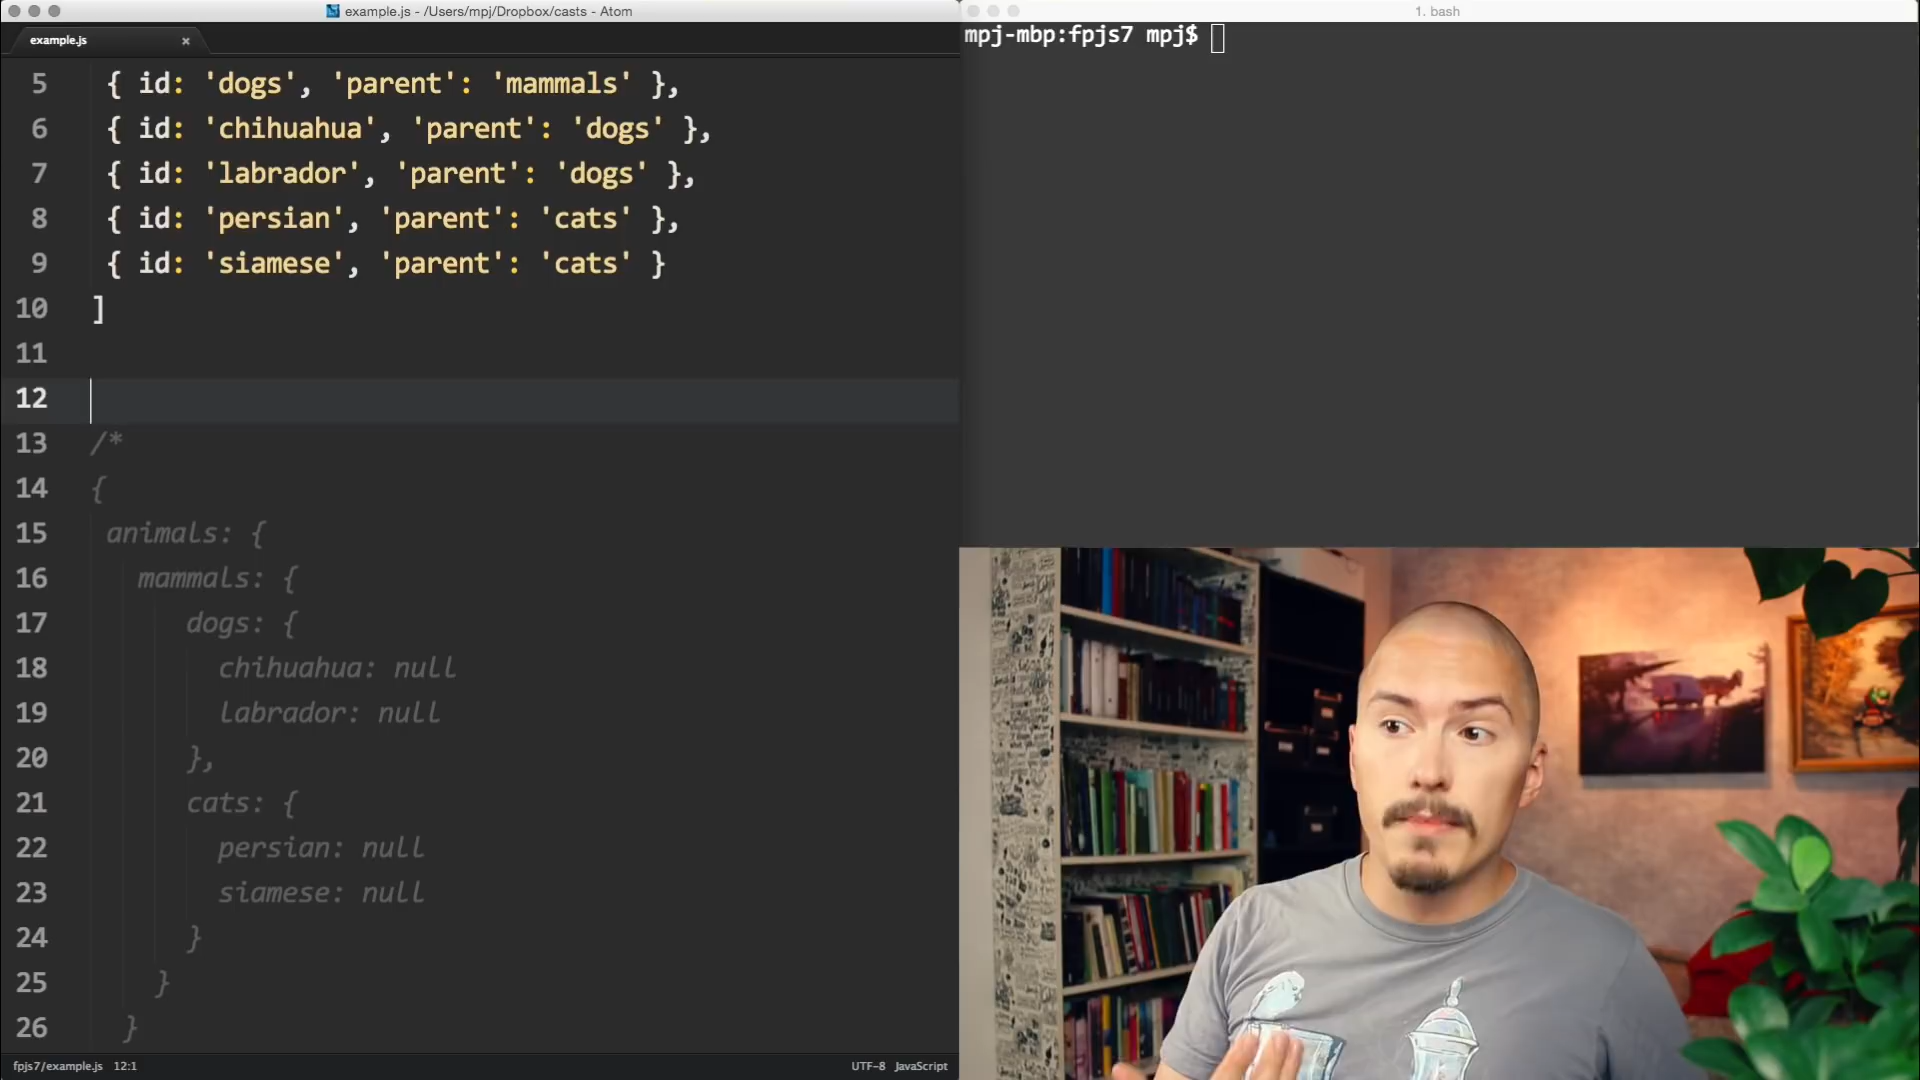 example.js - /Users/mpj/Dropbox/casts - Atom
example.js
5 { id: 'dogs', 'parent': 'mammals' },
6 { id: 'chihuahua', 'parent': 'dogs' },
7 { id: 'labrador', 'parent': 'dogs' },
8 { id: 'persian', 'parent': 'cats' },
9 { id: 'siamese', 'parent': 'cats' }
10 ]
11
12
13 /*
14 {
15 animals: {
16 mammals: {
17 dogs: {
18 chihuahua: null
19 labrador: null
20 },
21 cats: {
22 persian: null
23 siamese: null
24 }
25 }
26 }
fpjs7/example.js 12:1
UTF-8 JavaScript
1. bash
mpj-mbp:fpjs7 mpj$